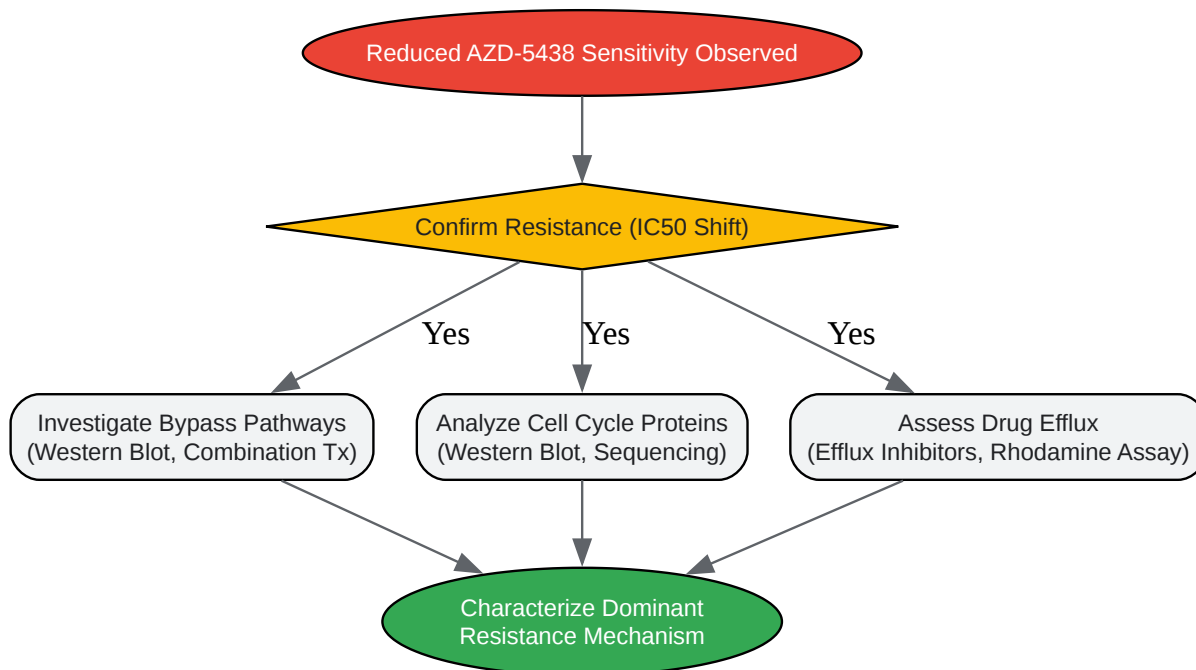 Reduced AZD-5438 Sensitivity Observed
Confirm Resistance (IC50 Shift)
Yes
Yes
Yes
Investigate Bypass Pathways
(Western Blot, Combination Tx)
Analyze Cell Cycle Proteins
(Western Blot, Sequencing)
Assess Drug Efflux
(Efflux Inhibitors, Rhodamine Assay)
Characterize Dominant
Resistance Mechanism